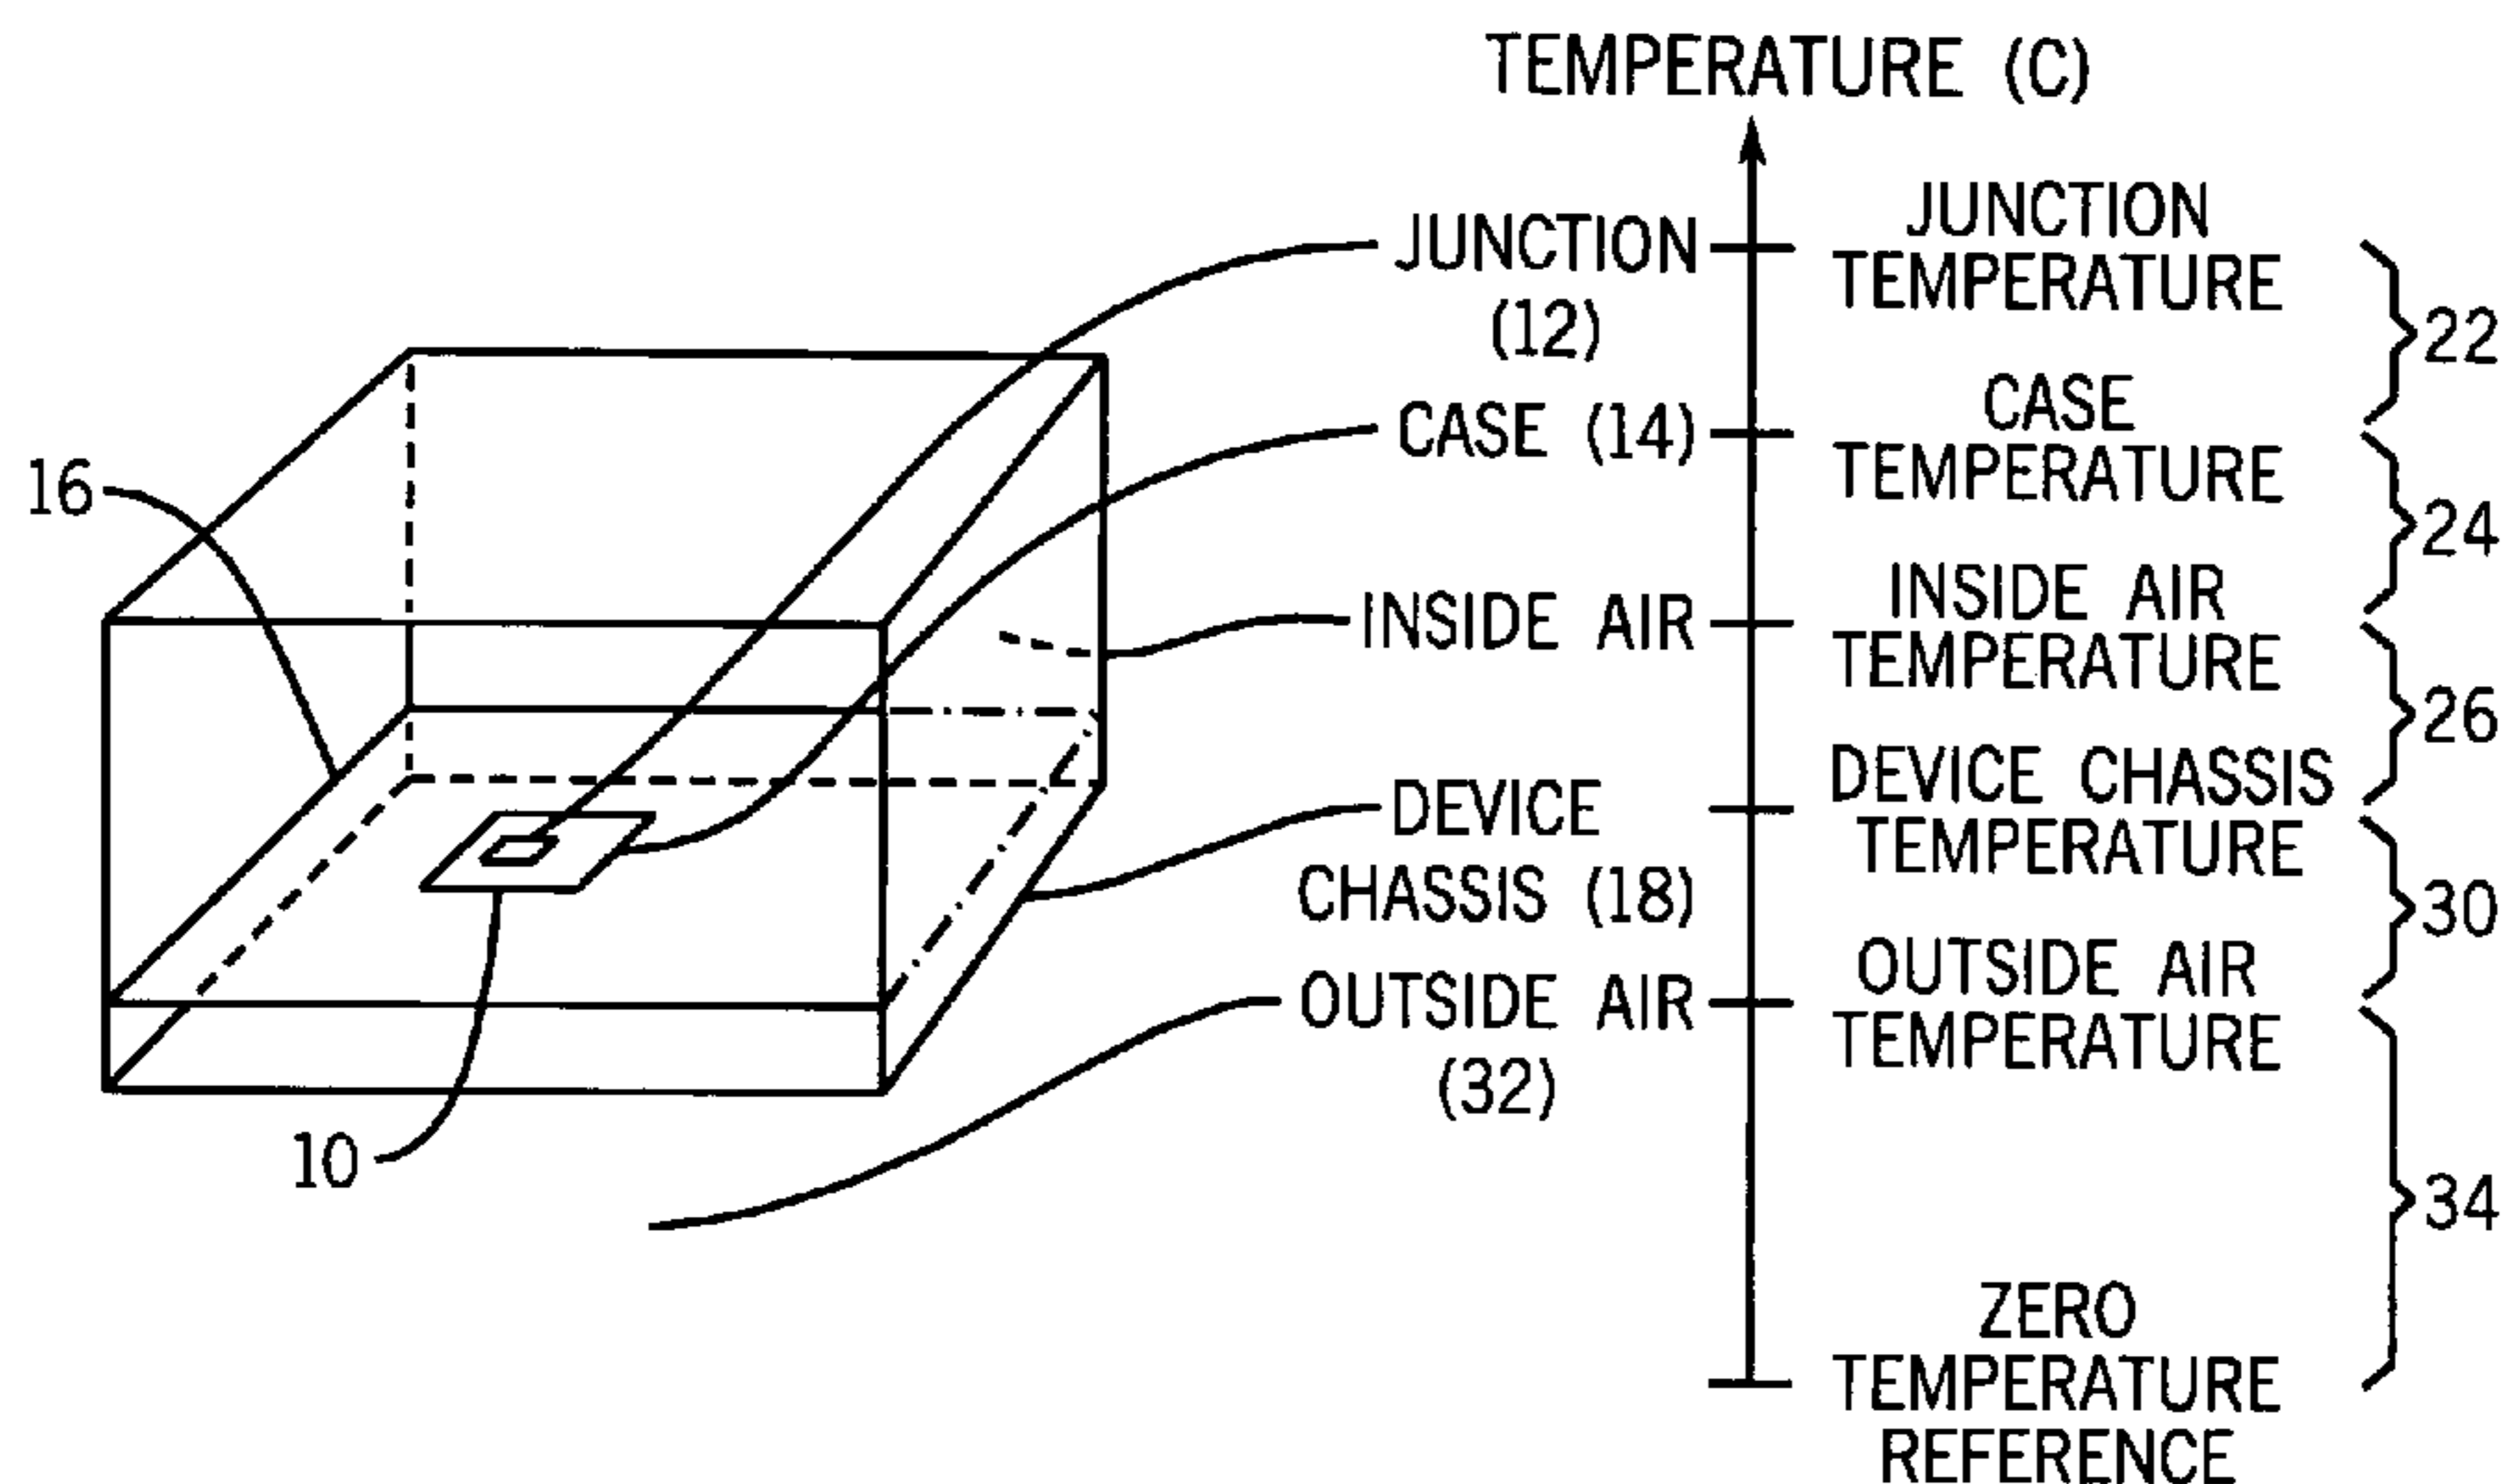 TEMPERATURE (C)
JUNCTION
(12)
CASE (14)
INSIDE AIR
DEVICE
CHASSIS (18)
OUTSIDE AIR
(32)
16
10
JUNCTION
TEMPERATURE
CASE
TEMPERATURE
INSIDE AIR
TEMPERATURE
DEVICE CHASSIS
TEMPERATURE
OUTSIDE AIR
TEMPERATURE
ZERO
TEMPERATURE
REFERENCE
22
24
26
30
34